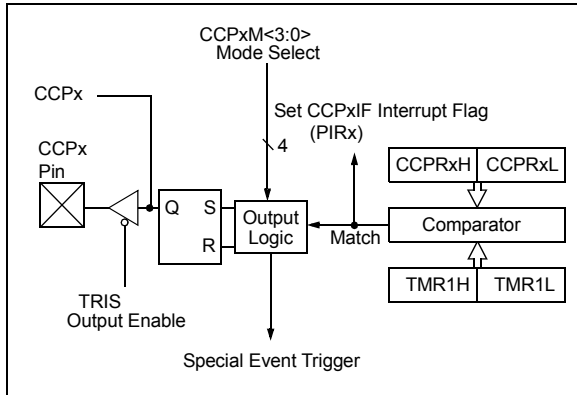 CCPxM<3:0>
Mode Select
CCPx
Set CCPxIF Interrupt Flag
(PIRx)
CCPx
Pin
4
CCPRxH CCPRxL
Q S
R
Output
Logic
Match
Comparator
TMR1H TMR1L
TRIS
Output Enable
Special Event Trigger